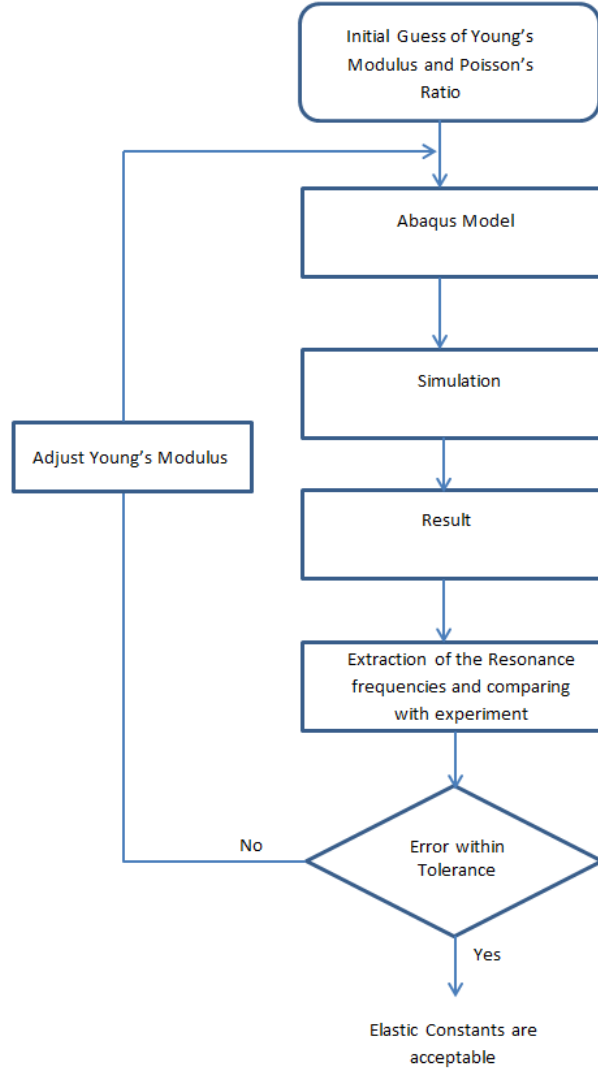 Initial Guess of Young's
Modulus and Poisson's
Ratio
Abaqus Model
Simulation
Adjust Young's Modulus
Result
Extraction of the Resonance
frequencies and comparing
with experiment
No
Error within
Tolerance
Yes
Elastic Constants are
acceptable